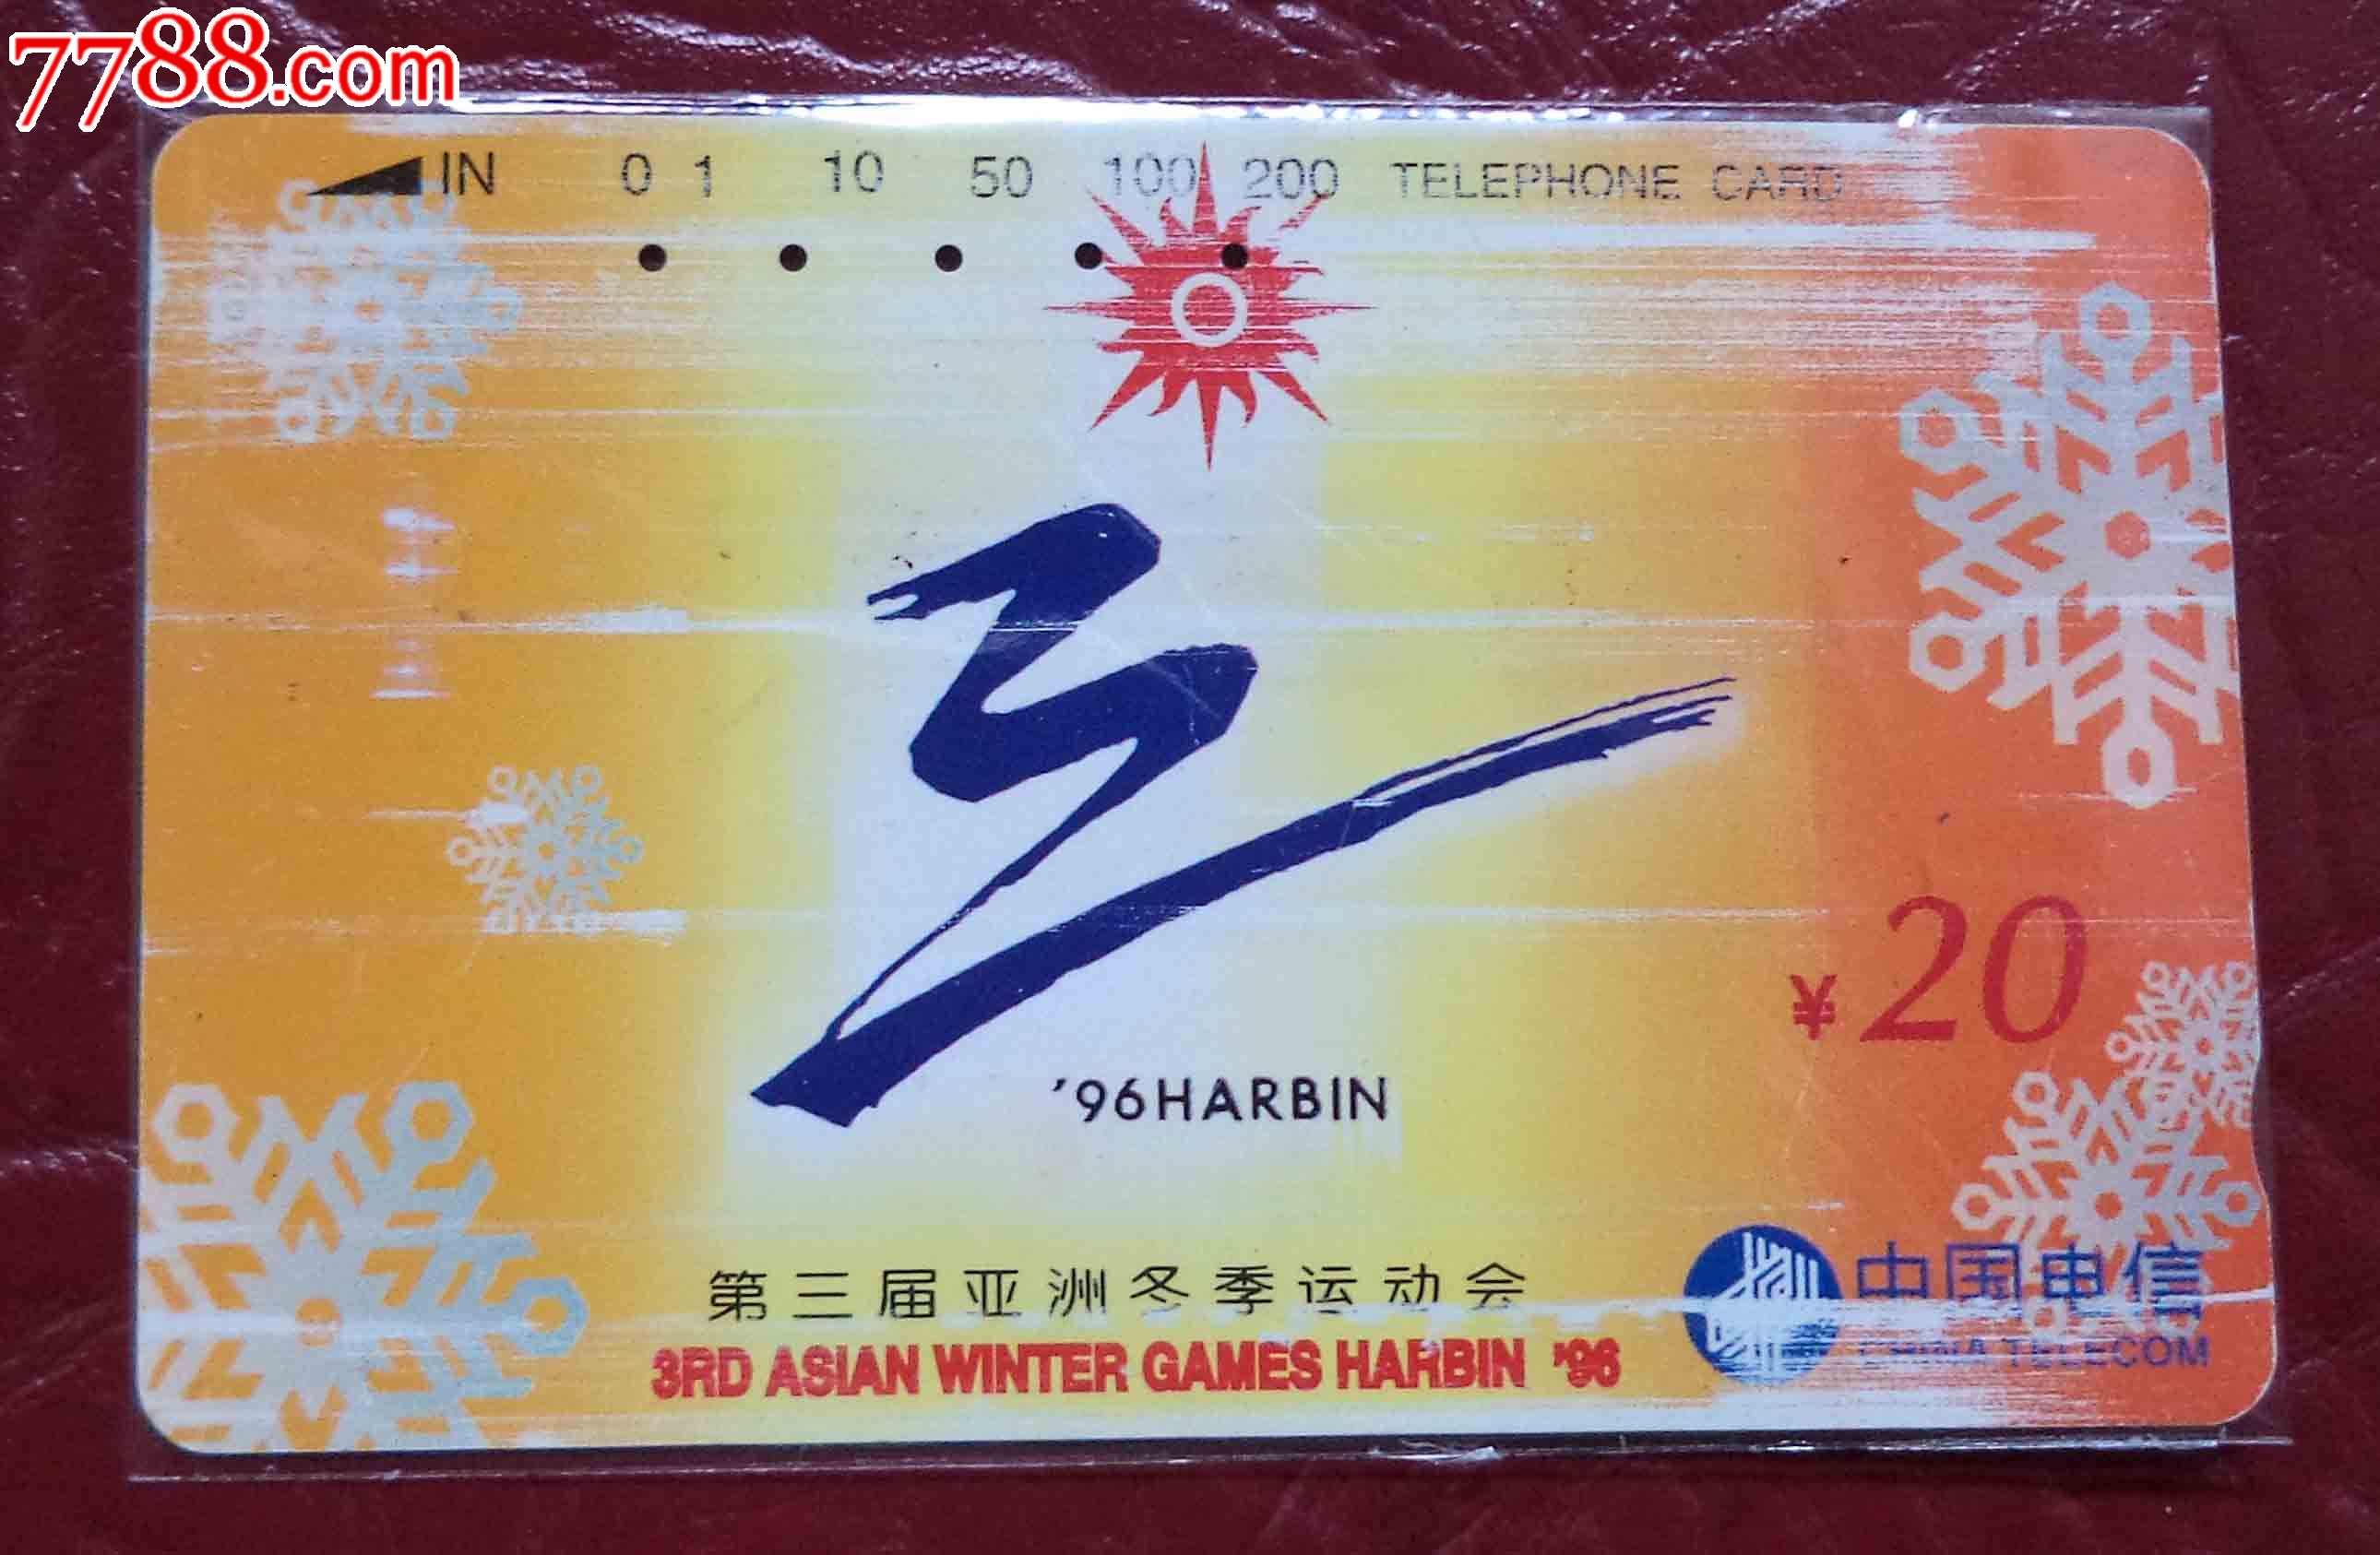 7788.com
IN 0 1 10 50 100 200 TELEPHONE CARD
'96HARBIN
¥20
第三届亚洲冬季运动会
3RD ASIAN WINTER GAMES HARBIN '96
中国电信
CHINA TELECOM